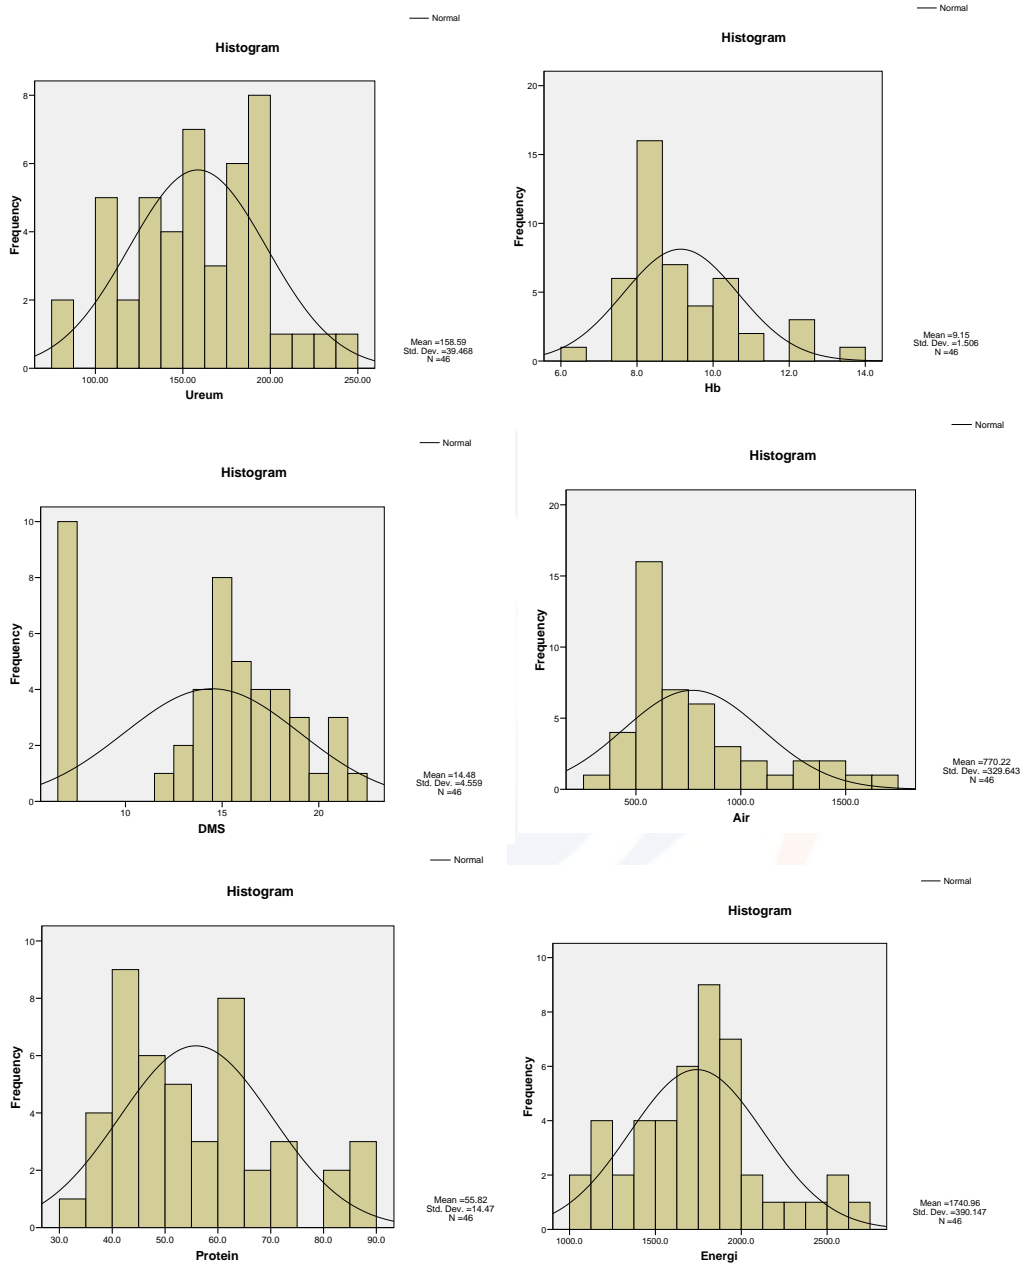 Normal
Histogram
Frequency
8
6
4
2
0
100.00 150.00 200.00 250.00
Ureum
Mean =158.59
Std. Dev. =39.468
N =46
Normal
Histogram
Frequency
20
15
10
5
0
6.0 8.0 10.0 12.0 14.0
Hb
Mean =9.15
Std. Dev. =1.506
N =46
Normal
Histogram
Frequency
10
8
6
4
2
0
10 15 20
DMS
Mean =14.48
Std. Dev. =4.559
N =46
Normal
Histogram
Frequency
20
15
10
5
0
500.0 1000.0 1500.0
Air
Mean =770.22
Std. Dev. =329.643
N =46
Normal
Histogram
Frequency
10
8
6
4
2
0
30.0 40.0 50.0 60.0 70.0 80.0 90.0
Protein
Mean =55.82
Std. Dev. =14.47
N =46
Normal
Histogram
Frequency
10
8
6
4
2
0
1000.0 1500.0 2000.0 2500.0
Energi
Mean =1740.96
Std. Dev. =390.147
N =46